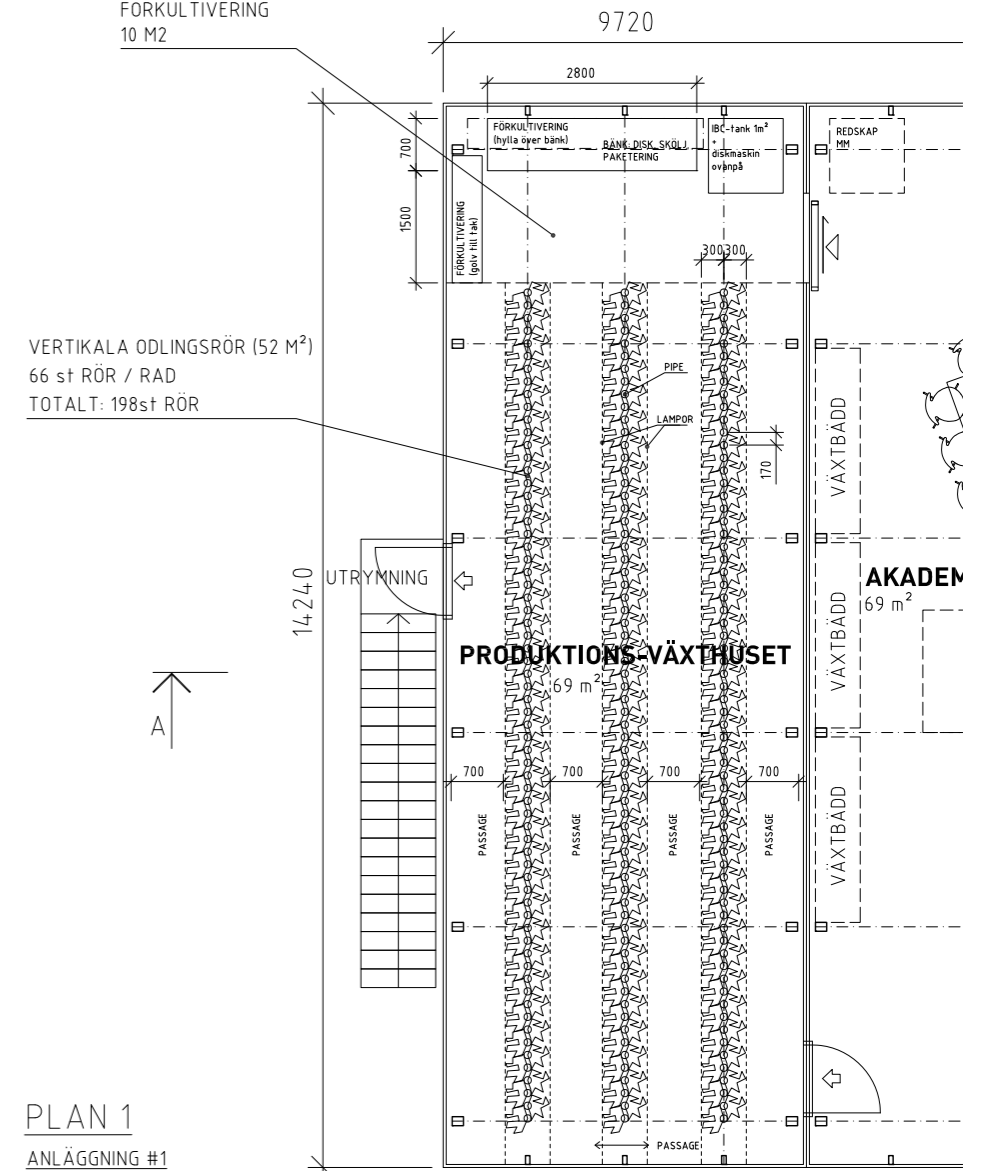 FÖRKULTIVERING
10 M2
9720
2800
FÖRKULTIVERING
(hylla över bänk)
BÄNK: DISK, SKÖLJ
PAKETERING
IBC-tank 1m²
+
diskmaskin
ovanpå
REDSKAP
MM
700
1500
FÖRKULTIVERING
(golv till tak)
300
300
VERTIKALA ODLINGSRÖR (52 M²)
66 st RÖR / RAD
TOTALT: 198st RÖR
PIPE
LAMPOR
170
VÄXTBÄDD
14240
UTRYMNING
AKADEM
69 m²
VÄXTBÄDD
PRODUKTIONS-VÄXTHUSET
69 m²
A
700
700
700
700
PASSAGE
PASSAGE
PASSAGE
PASSAGE
VÄXTBÄDD
PASSAGE
PLAN 1
ANLÄGGNING #1